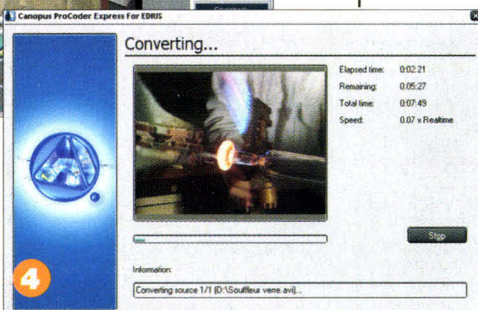 Canopus ProCoder Express For EDIUS
Converting...
Elapsed time: 0:02:21
Remaining: 0:05:27
Total time: 0:07:49
Speed: 0.07 x Realtime
Stop
4
Information:
Converting source 1/1 (D:\Souffleur verre.avi)...